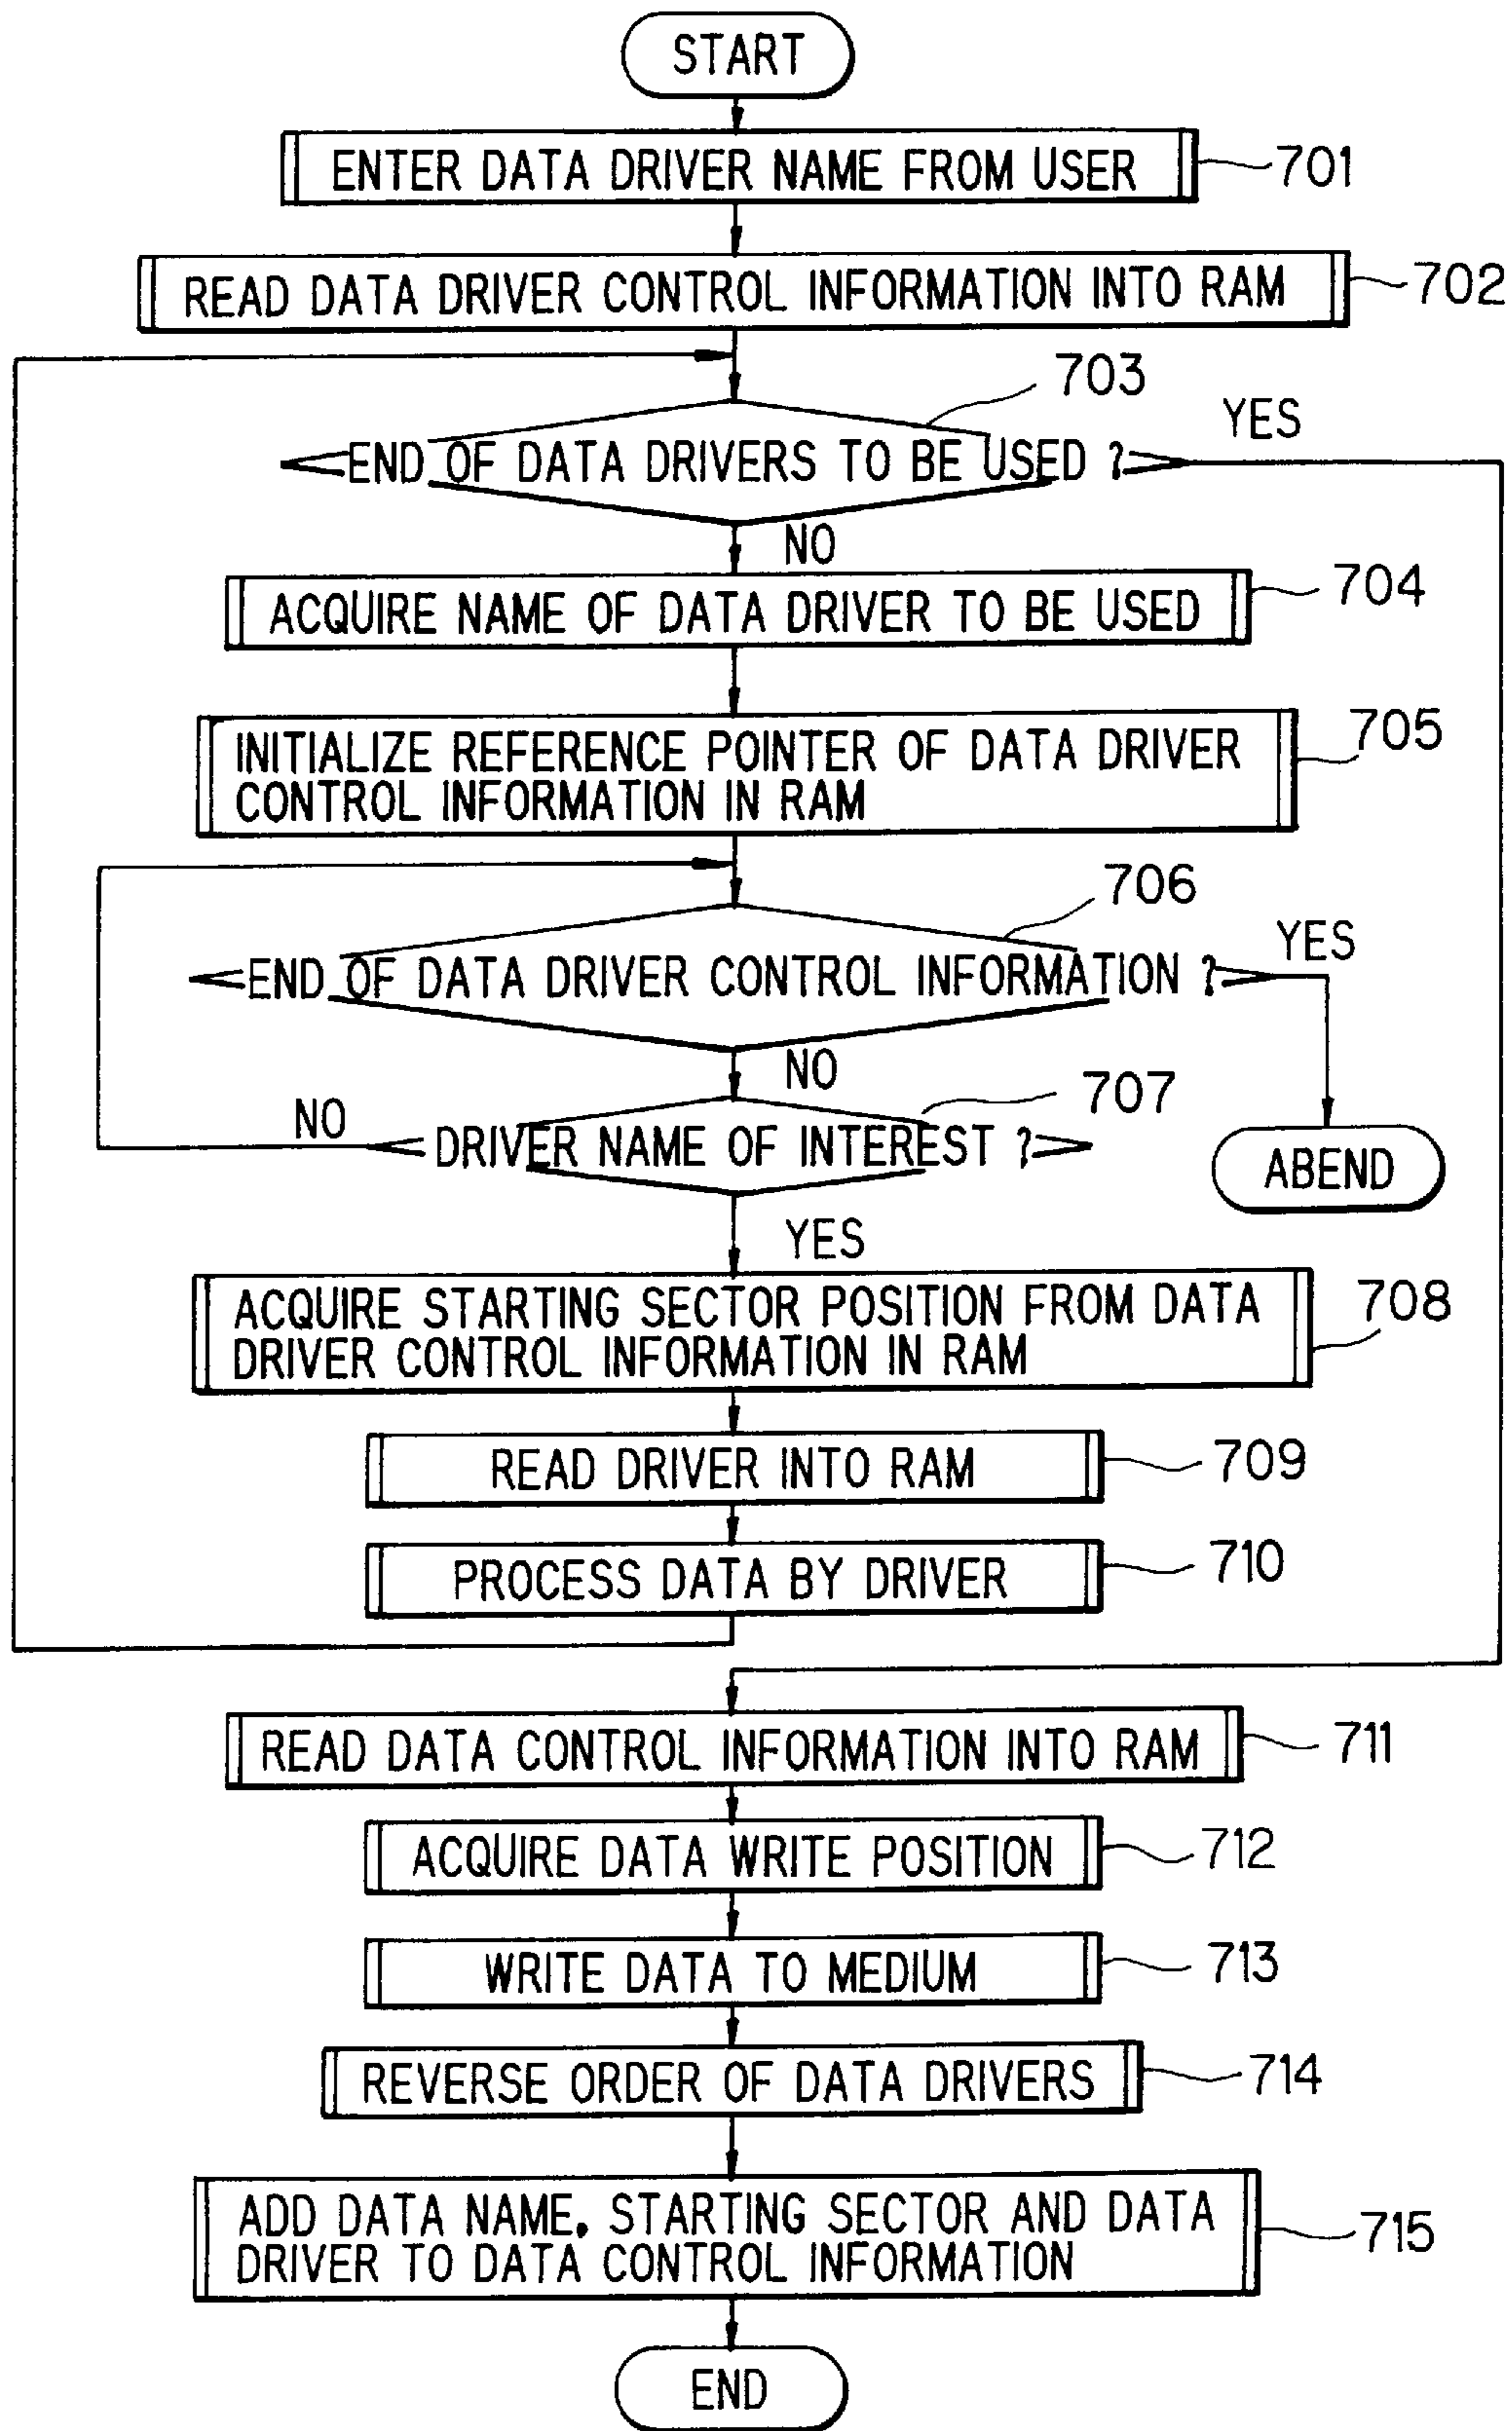 START
ENTER DATA DRIVER NAME FROM USER
701
READ DATA DRIVER CONTROL INFORMATION INTO RAM
702
703
YES
END OF DATA DRIVERS TO BE USED ?
NO
704
ACQUIRE NAME OF DATA DRIVER TO BE USED
705
INITIALIZE REFERENCE POINTER OF DATA DRIVER
CONTROL INFORMATION IN RAM
706
YES
END OF DATA DRIVER CONTROL INFORMATION ?
NO
707
NO
DRIVER NAME OF INTEREST ?
ABEND
YES
ACQUIRE STARTING SECTOR POSITION FROM DATA
DRIVER CONTROL INFORMATION IN RAM
708
READ DRIVER INTO RAM
709
PROCESS DATA BY DRIVER
710
READ DATA CONTROL INFORMATION INTO RAM
711
ACQUIRE DATA WRITE POSITION
712
WRITE DATA TO MEDIUM
713
REVERSE ORDER OF DATA DRIVERS
714
ADD DATA NAME, STARTING SECTOR AND DATA
DRIVER TO DATA CONTROL INFORMATION
715
END